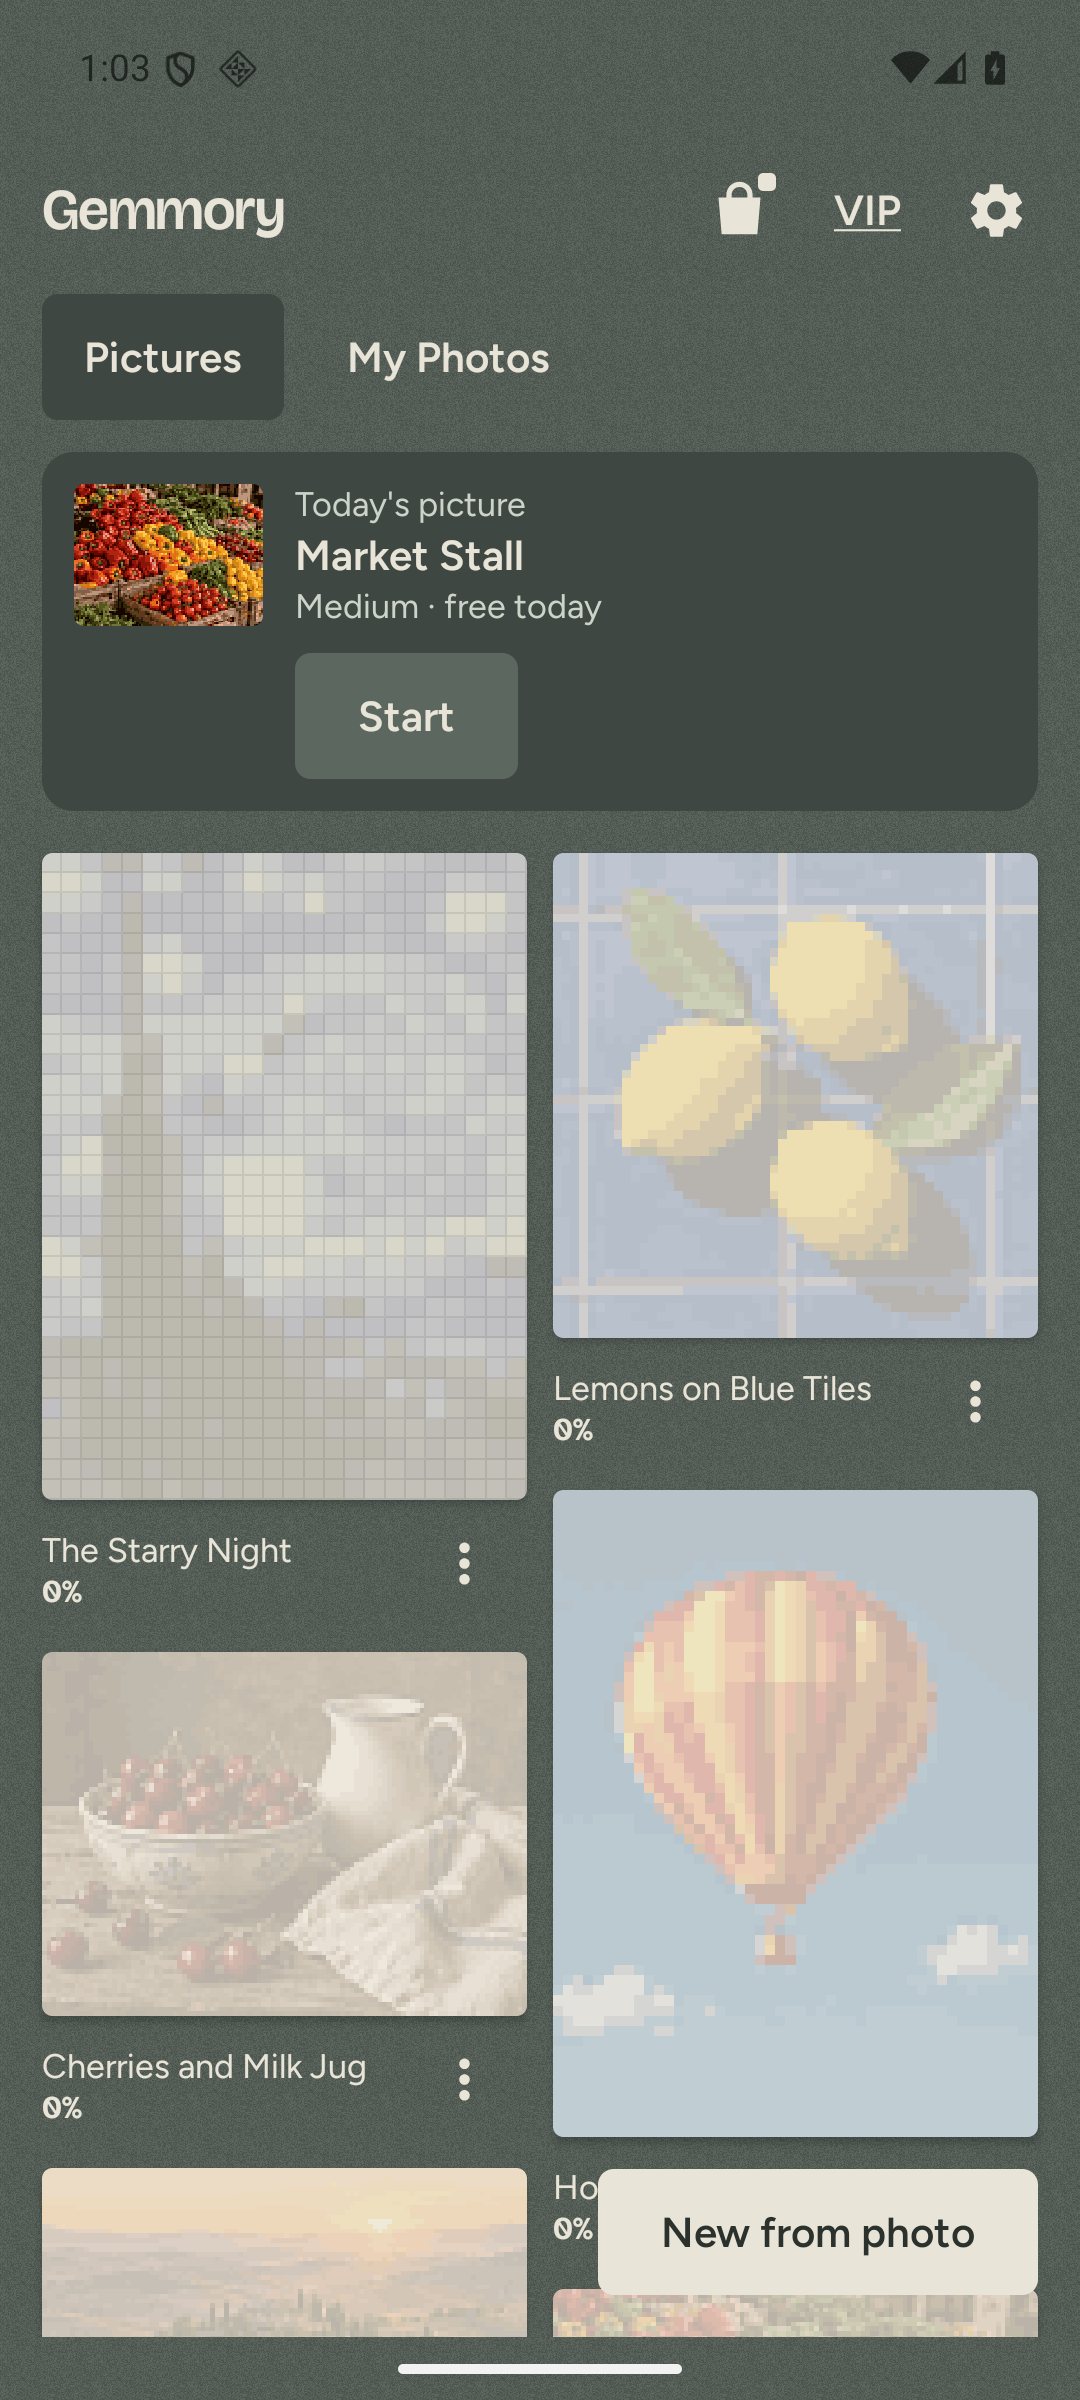 1:03
Gemmory
VIP
Pictures
My Photos
Today's picture
Market Stall
Medium · free today
Start
Lemons on Blue Tiles
0%
The Starry Night
0%
Cherries and Milk Jug
0%
Ho
0%
New from photo